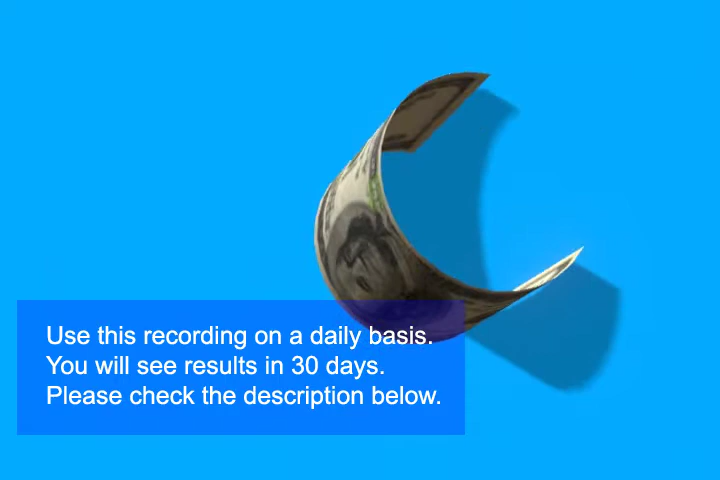 Use this recording on a daily basis.
You will see results in 30 days.
Please check the description below.